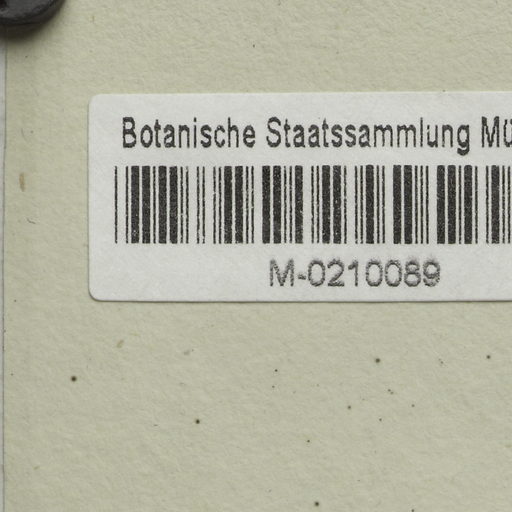 Botanische Staatssammlung Mü
M-0210089